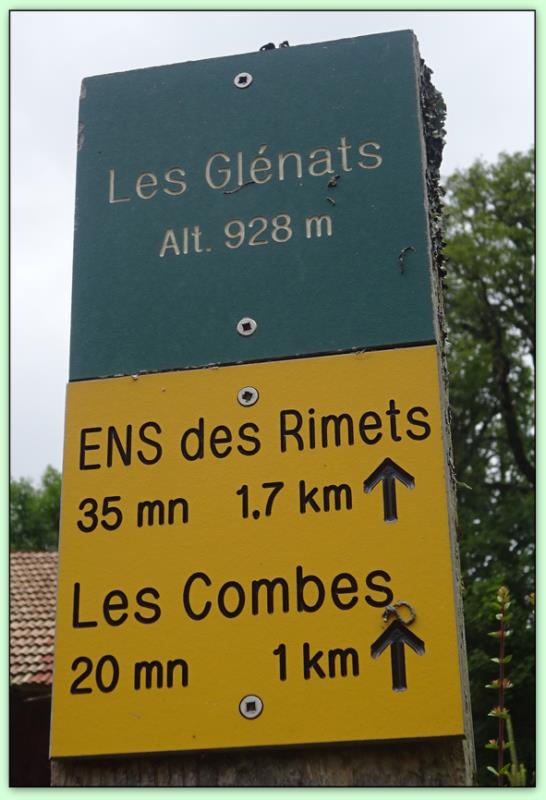 Les Glénats
Alt. 928 m
ENS des Rimets
35 mn 1,7 km ↑
Les Combes
20 mn 1 km ↑